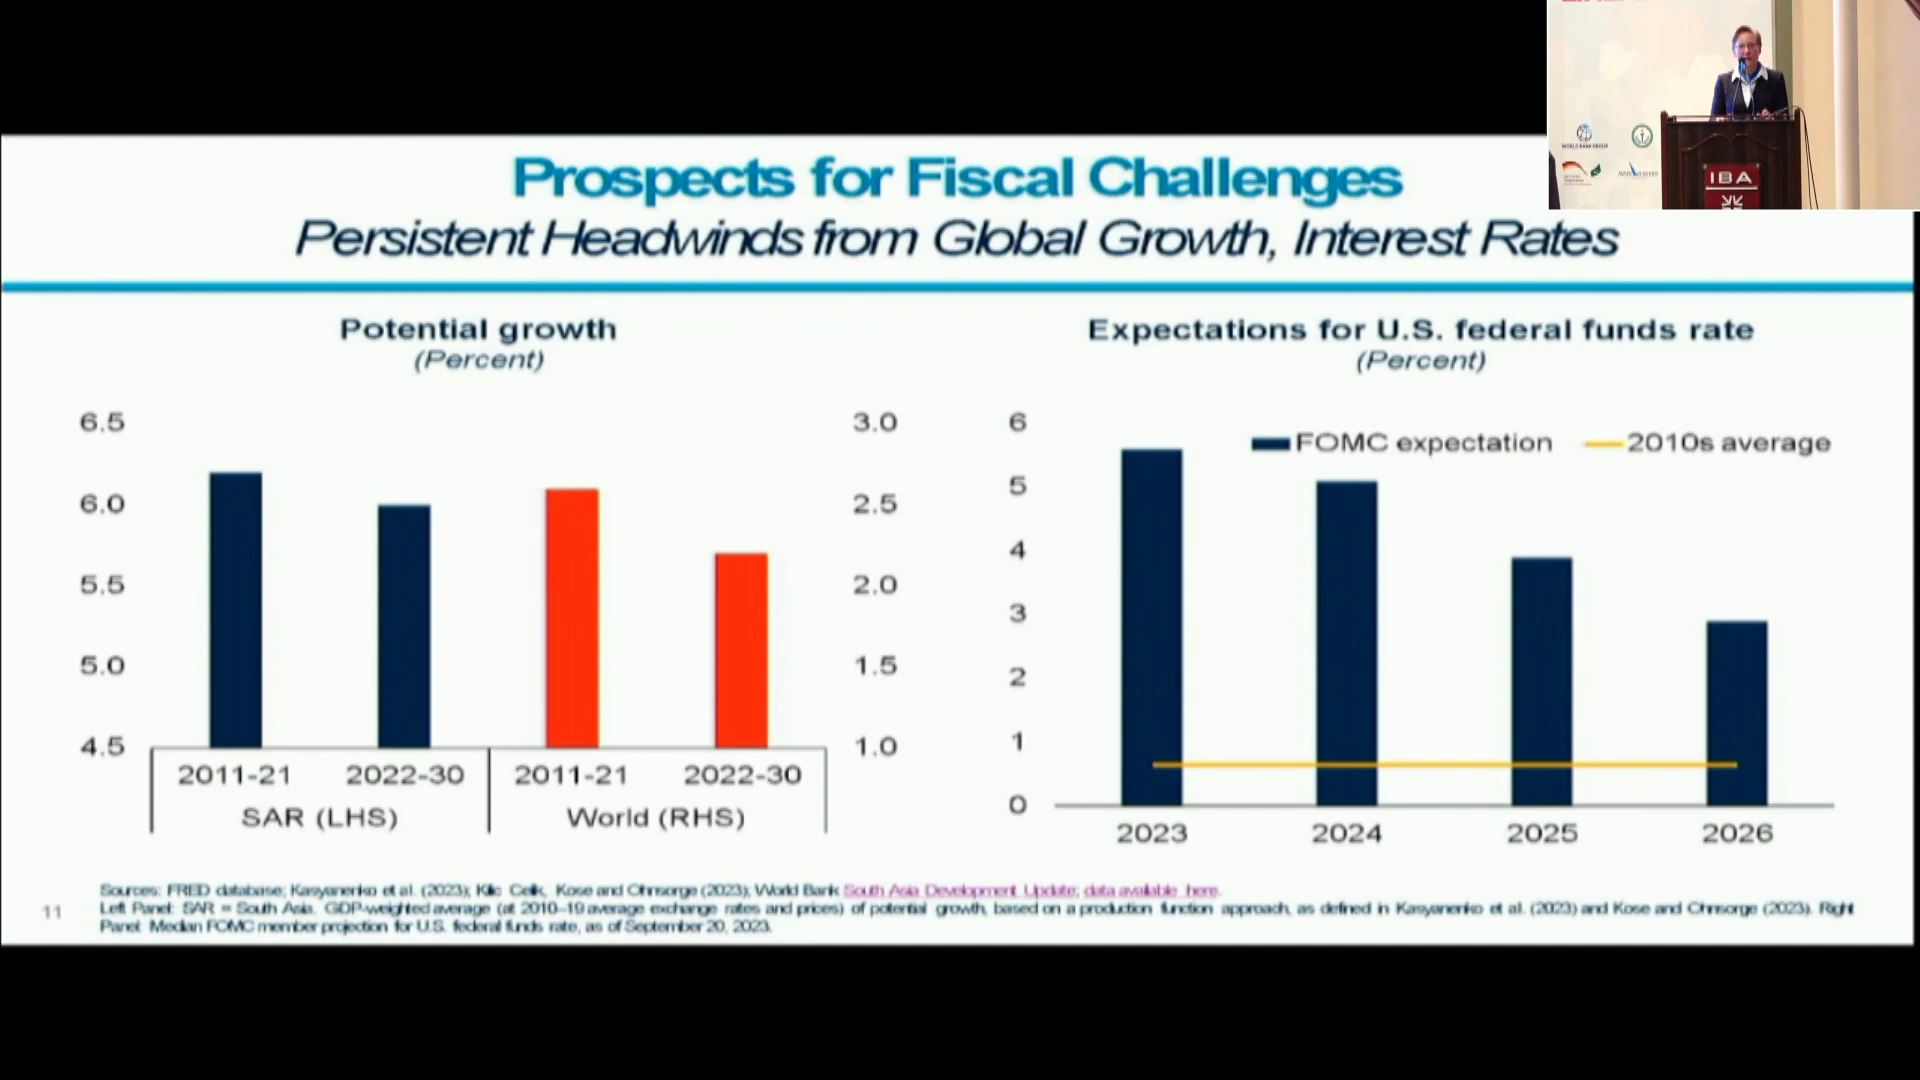 Prospects for Fiscal Challenges
Persistent Headwinds from Global Growth, Interest Rates
WORLD BANK GROUP
IBA
Potential growth
(Percent)
6.5
6.0
5.5
5.0
4.5
3.0
2.5
2.0
1.5
1.0
2011-21 2022-30 2011-21 2022-30
SAR (LHS) World (RHS)
Expectations for U.S. federal funds rate
(Percent)
FOMC expectation 2010s average
6
5
4
3
2
1
0
2023 2024 2025 2026
Sources: FRED database; Kasyanenko et al. (2023); Kilic Celik, Kose and Ohnsorge (2023); World Bank South Asia Development Update; data available here.
Left Panel: SAR = South Asia. GDP-weighted average (at 2010–19 average exchange rates and prices) of potential growth, based on a production function approach, as defined in Kasyanenko et al. (2023) and Kose and Ohnsorge (2023). Right
Panel: Median FOMC member projection for U.S. federal funds rate, as of September 20, 2023.
11